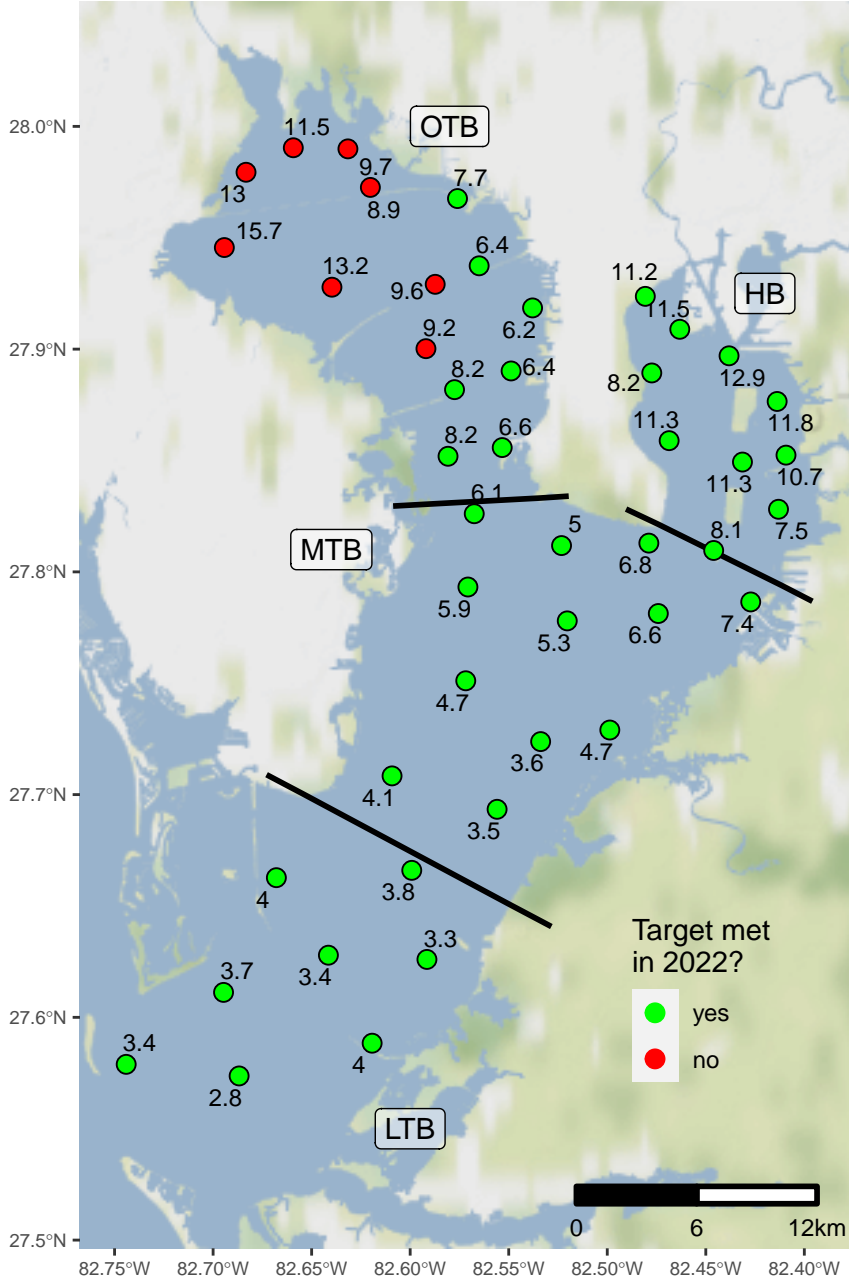 28.0°N
27.9°N
27.8°N
27.7°N
27.6°N
27.5°N
OTB
11.5
9.7
13
8.9
7.7
15.7
6.4
13.2
9.6
6.2
9.2
8.2
6.4
8.2
6.6
6.1
HB
11.2
11.5
8.2
12.9
11.8
11.3
11.3
10.7
7.5
8.1
MTB
5
6.8
5.9
5.3
6.6
7.4
4.7
3.6
4.7
4.1
3.5
3.8
4
3.4
3.3
3.7
3.4
2.8
4
LTB
Target met
in 2022?
yes
no
0 6 12km
82.75°W 82.70°W 82.65°W 82.60°W 82.55°W 82.50°W 82.45°W 82.40°W